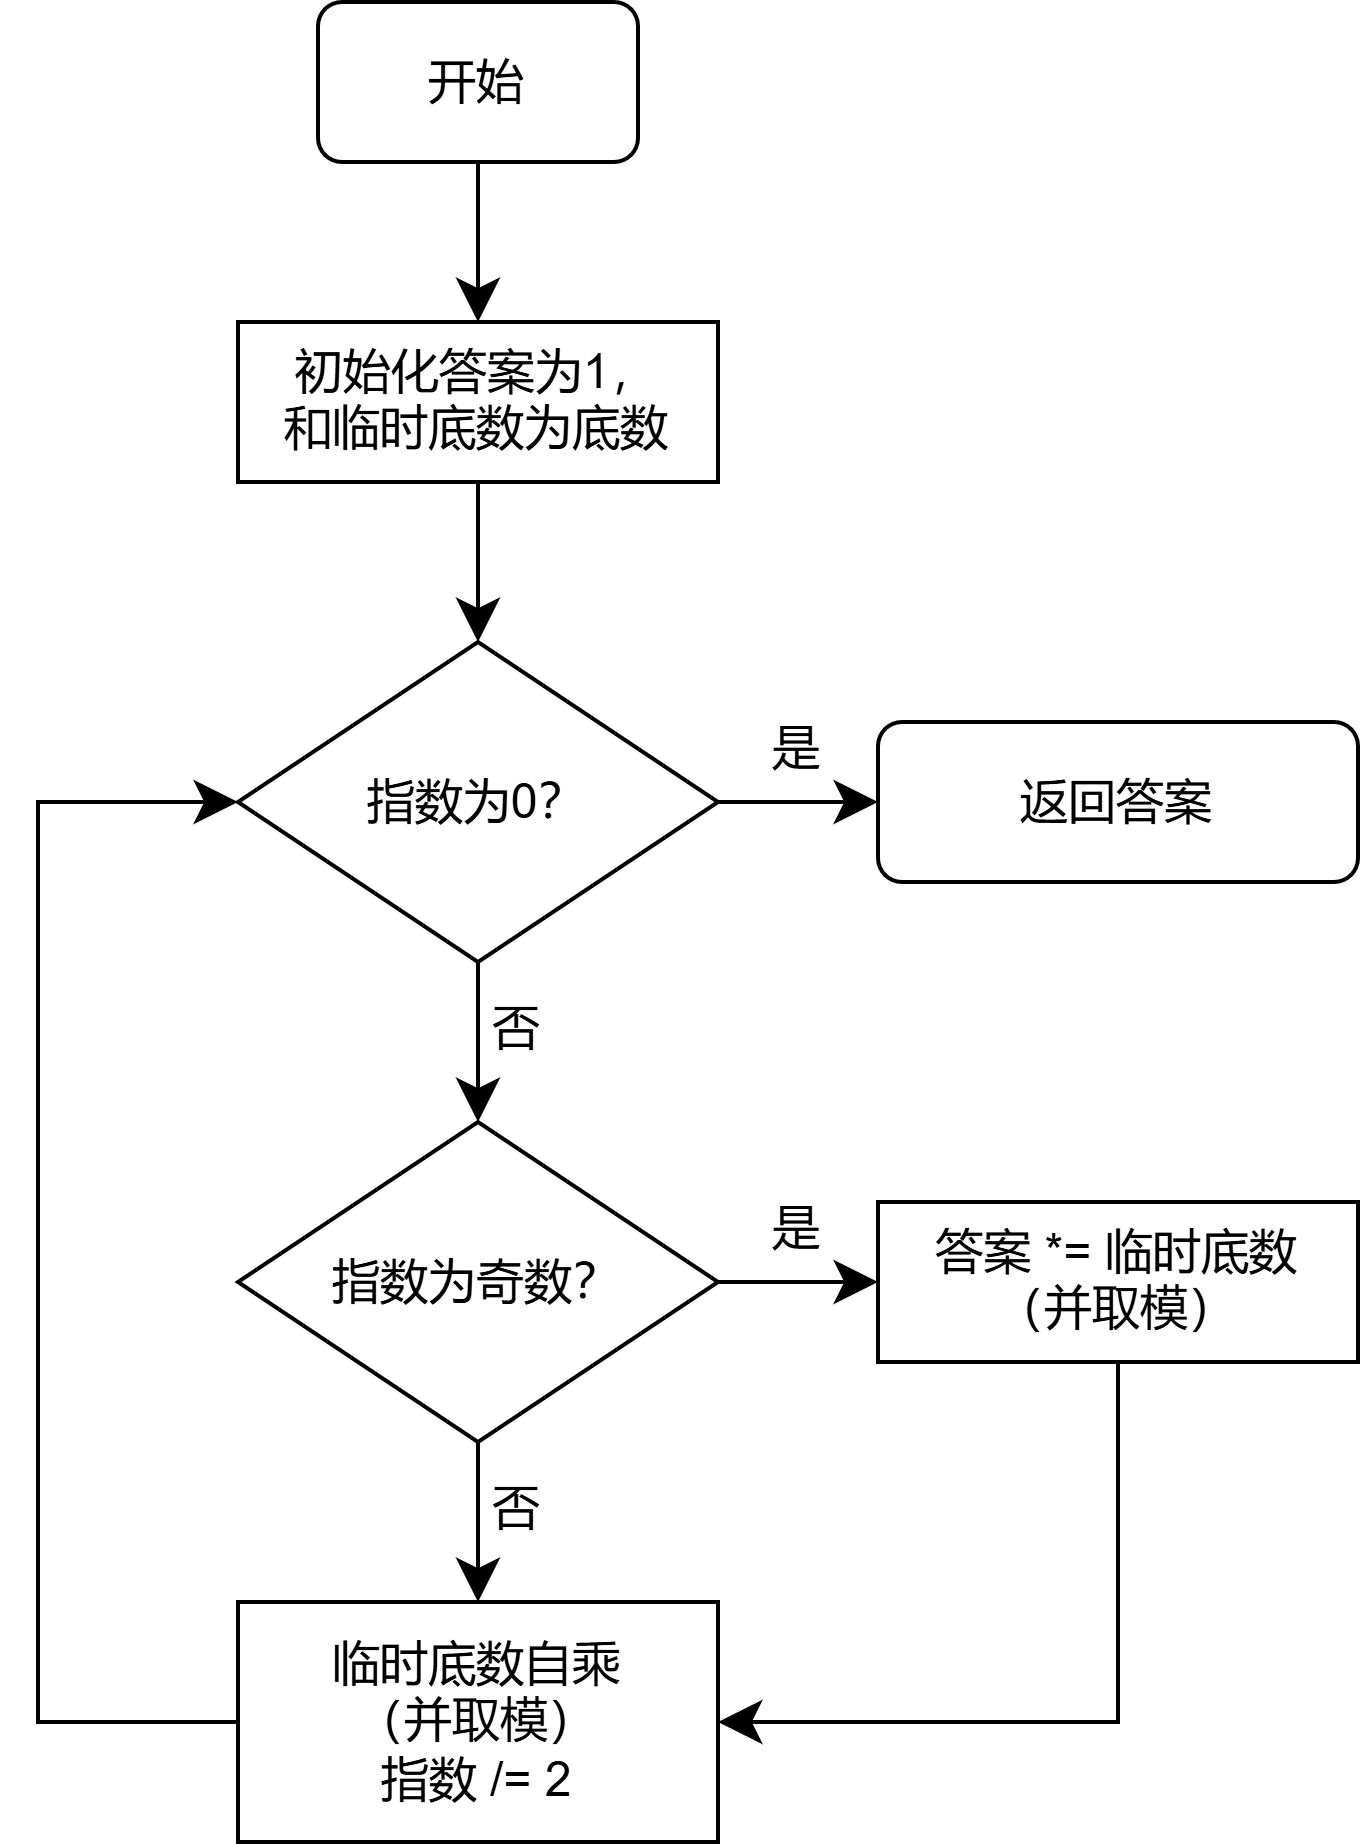 开始
初始化答案为1，
和临时底数为底数
指数为0？
是
返回答案
否
指数为奇数？
是
答案 *= 临时底数
（并取模）
否
临时底数自乘
（并取模）
指数 /= 2